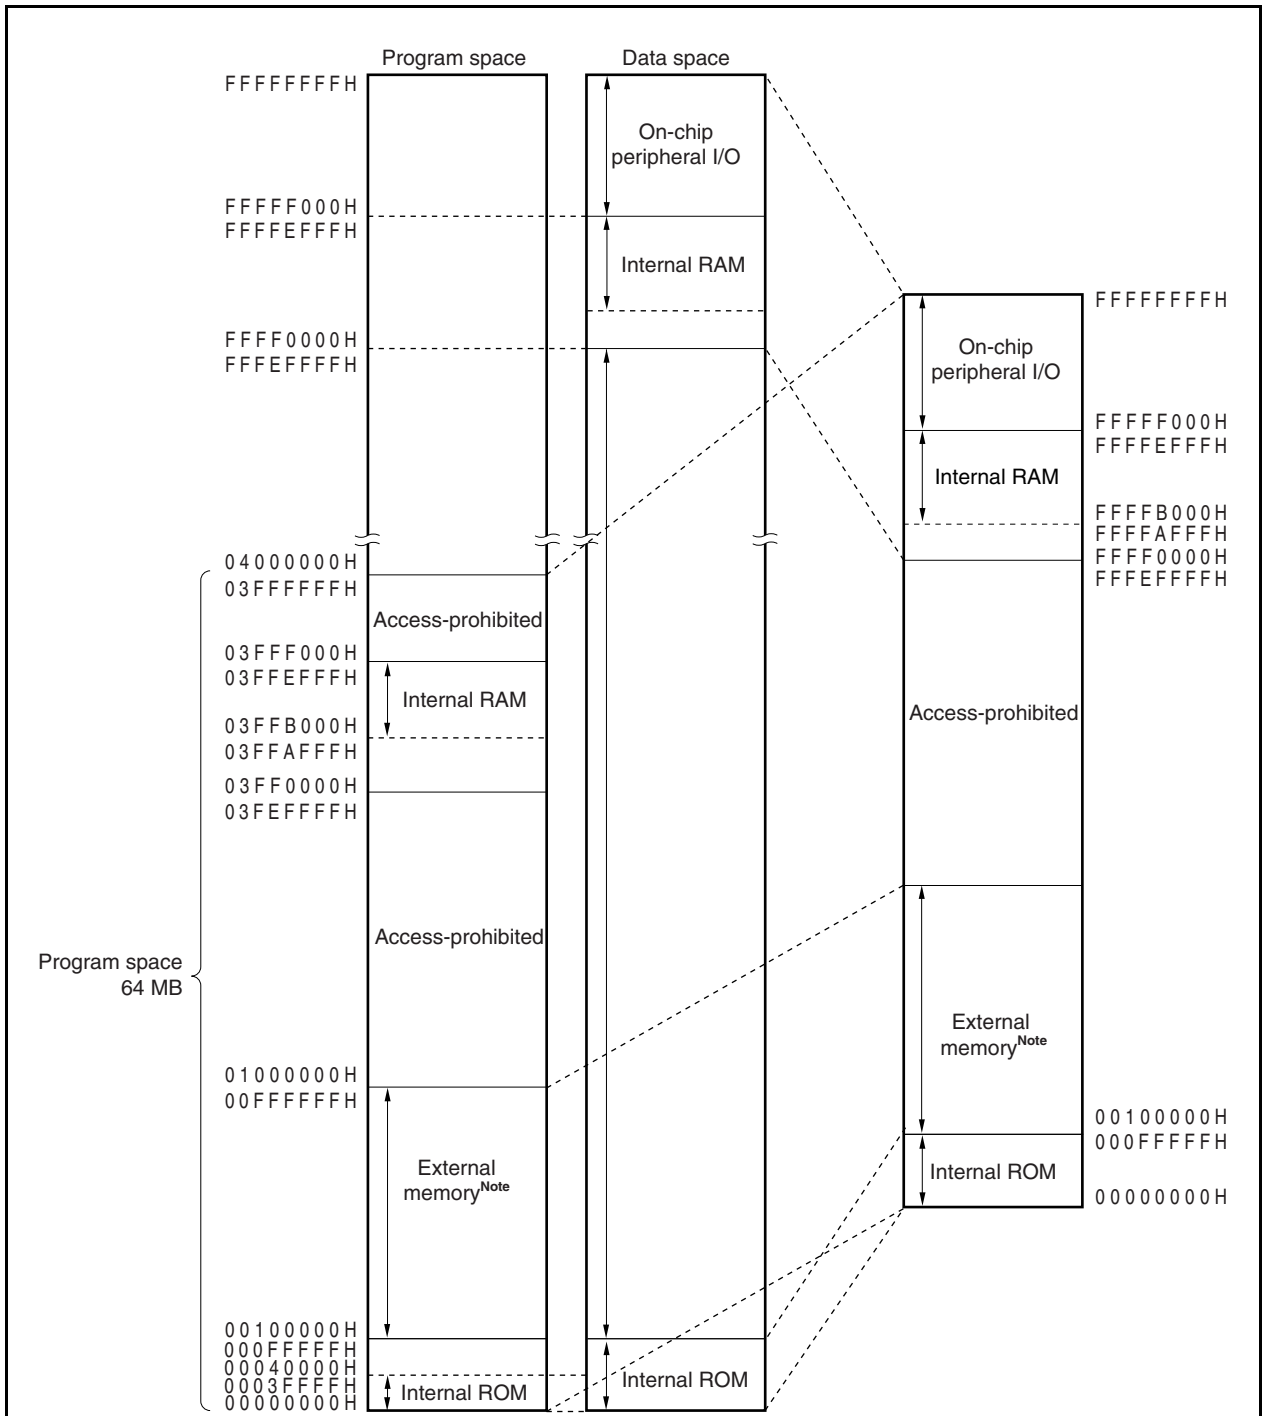 Program space
Data space
FFFFFFFFH
On-chip
peripheral I/O
FFFFF000H
FFFFEFFFH
Internal RAM
FFFF0000H
FFFEFFFFH
04000000H
03FFFFFFH
Access-prohibited
03FFF000H
03FFEFFFH
Internal RAM
03FFB000H
03FFAFFFH
03FF0000H
03FEFFFFH
Access-prohibited
Program space
64 MB
01000000H
00FFFFFFH
External
memoryNote
00100000H
000FFFFFH
00040000H
0003FFFFH
00000000H
Internal ROM
Internal ROM
FFFFFFFFH
On-chip
peripheral I/O
FFFFF000H
FFFFEFFFH
Internal RAM
FFFFB000H
FFFFAFFFH
FFFF0000H
FFFEFFFFH
Access-prohibited
External
memoryNote
00100000H
000FFFFFH
Internal ROM
00000000H